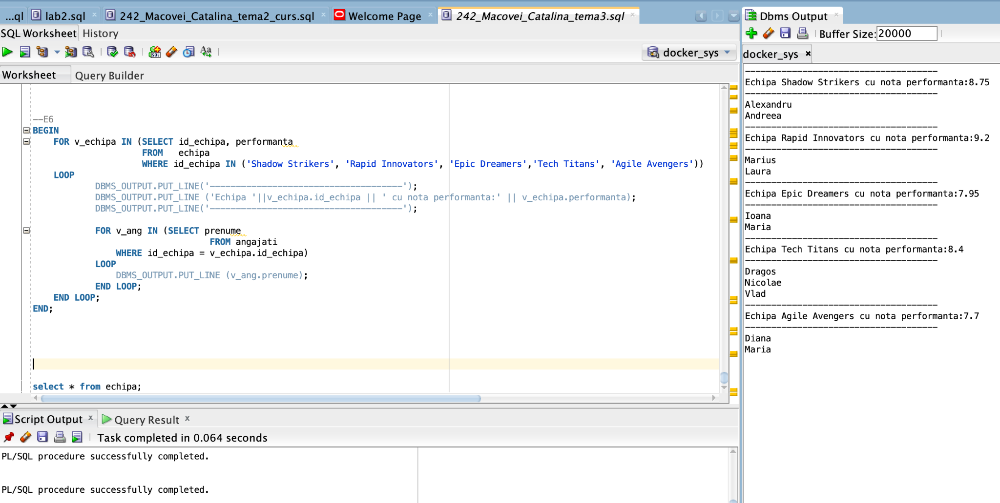 ...ql lab2.sql 242_Macovei_Catalina_tema2_curs.sql Welcome Page 242_Macovei_Catalina_tema3.sql
SQL Worksheet History
docker_sys
Worksheet Query Builder
--E6
BEGIN
FOR v_echipa IN (SELECT id_echipa, performanta
FROM echipa
WHERE id_echipa IN ('Shadow Strikers', 'Rapid Innovators', 'Epic Dreamers','Tech Titans', 'Agile Avengers'))
LOOP
DBMS_OUTPUT.PUT_LINE('-------------------------------------');
DBMS_OUTPUT.PUT_LINE ('Echipa '||v_echipa.id_echipa || ' cu nota performanta:' || v_echipa.performanta);
DBMS_OUTPUT.PUT_LINE('-------------------------------------');
FOR v_ang IN (SELECT prenume
FROM angajati
WHERE id_echipa = v_echipa.id_echipa)
LOOP
DBMS_OUTPUT.PUT_LINE (v_ang.prenume);
END LOOP;
END LOOP;
END;
select * from echipa;
Script Output Query Result
Task completed in 0.064 seconds
PL/SQL procedure successfully completed.
PL/SQL procedure successfully completed.
Dbms Output
Buffer Size:20000
docker_sys
-------------------------------------
Echipa Shadow Strikers cu nota performanta:8.75
-------------------------------------
Alexandru
Andreea
-------------------------------------
Echipa Rapid Innovators cu nota performanta:9.2
-------------------------------------
Marius
Laura
-------------------------------------
Echipa Epic Dreamers cu nota performanta:7.95
-------------------------------------
Ioana
Maria
-------------------------------------
Echipa Tech Titans cu nota performanta:8.4
-------------------------------------
Dragos
Nicolae
Vlad
-------------------------------------
Echipa Agile Avengers cu nota performanta:7.7
-------------------------------------
Diana
Maria